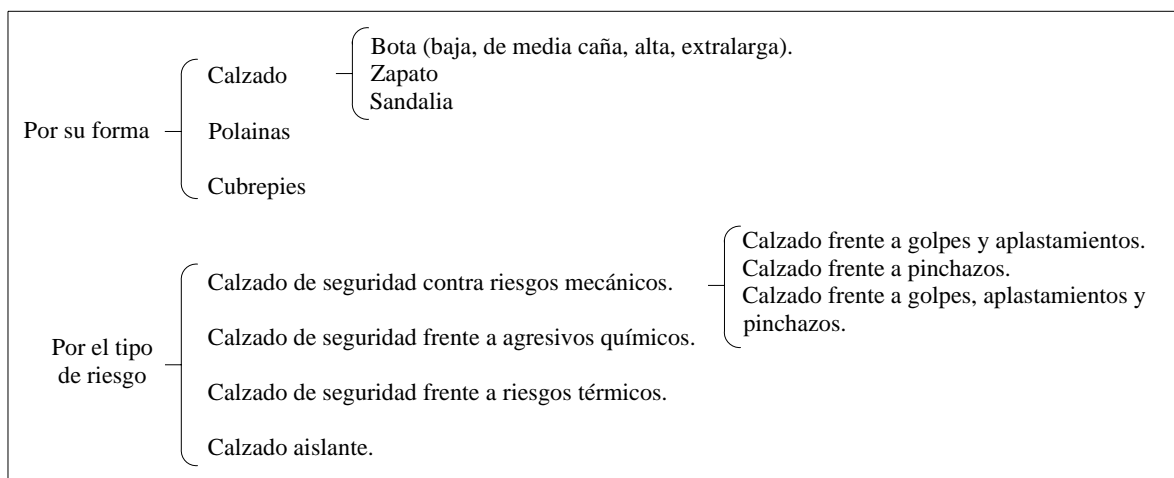 Bota (baja, de media caña, alta, extralarga).
Calzado
Zapato
Sandalia
Por su forma
Polainas
Cubrepies
Calzado frente a golpes y aplastamientos.
Calzado de seguridad contra riesgos mecánicos.
Calzado frente a pinchazos.
Calzado frente a golpes, aplastamientos y
pinchazos.
Calzado de seguridad frente a agresivos químicos.
Por el tipo
de riesgo
Calzado de seguridad frente a riesgos térmicos.
Calzado aislante.